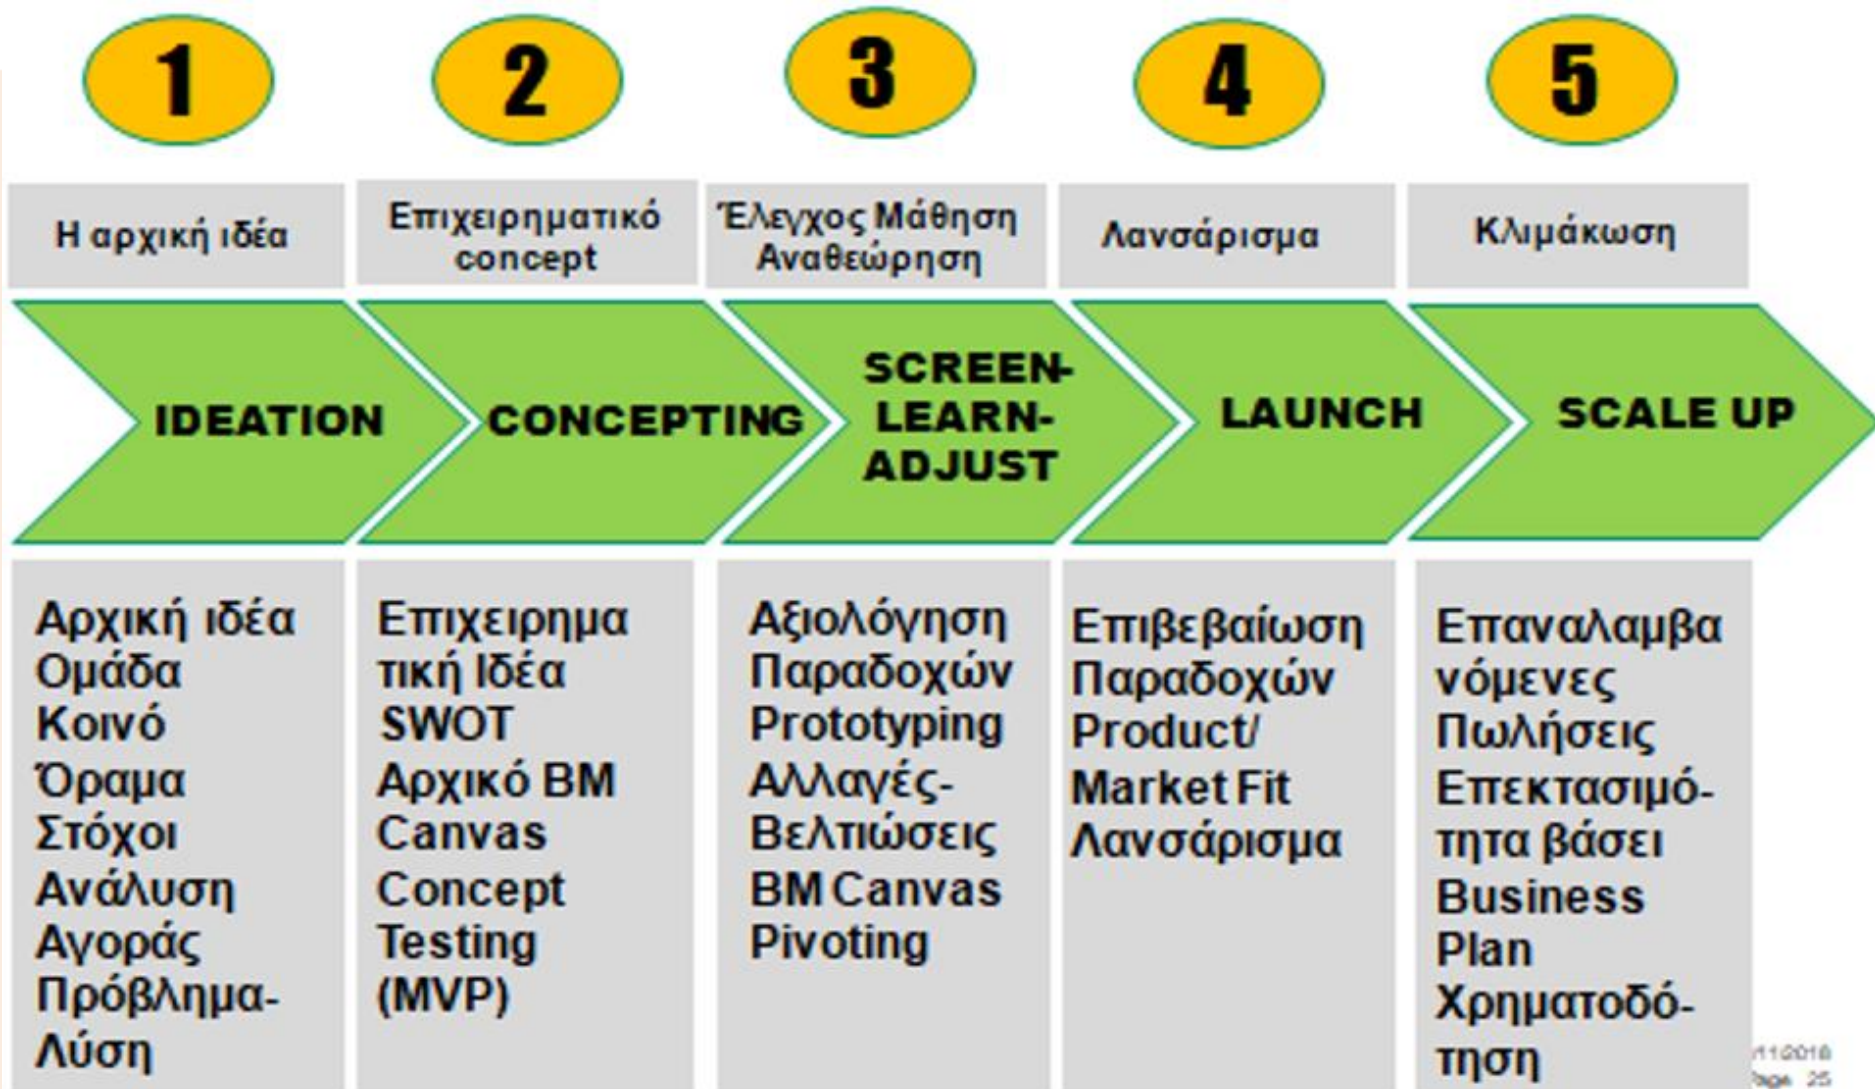 1
2
3
4
5
Η αρχική ιδέα
Επιχειρηματικό
concept
Έλεγχος Μάθηση
Αναθεώρηση
Λανσάρισμα
Κλιμάκωση
IDEATION
CONCEPTING
SCREEN-
LEARN-
ADJUST
LAUNCH
SCALE UP
Αρχική ιδέα
Ομάδα
Κοινό
Όραμα
Στόχοι
Ανάλυση
Αγοράς
Πρόβλημα-
Λύση
Επιχειρημα
τική Ιδέα
SWOT
Αρχικό BM
Canvas
Concept
Testing
(MVP)
Αξιολόγηση
Παραδοχών
Prototyping
Αλλαγές-
Βελτιώσεις
BM Canvas
Pivoting
Επιβεβαίωση
Παραδοχών
Product/
Market Fit
Λανσάρισμα
Επαναλαμβα
νόμενες
Πωλήσεις
Επεκτασιμό-
τητα βάσει
Business
Plan
Χρηματοδό-
τηση
25